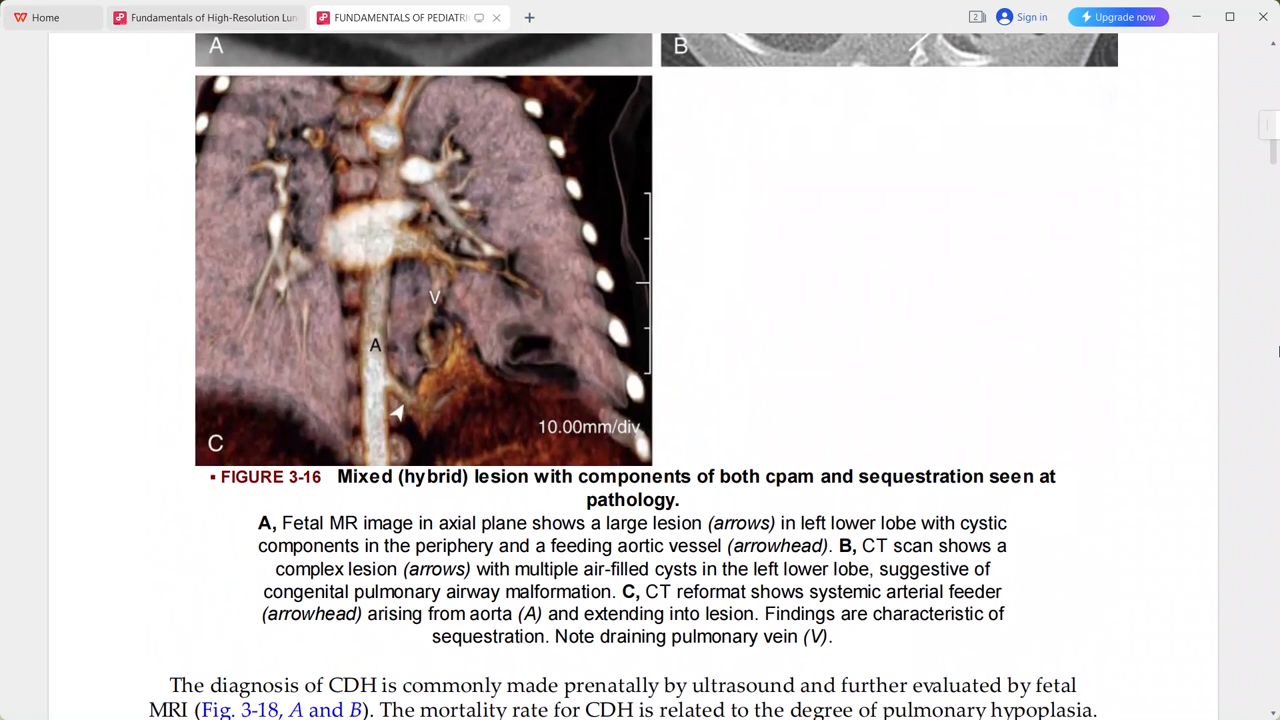 Home
Fundamentals of High-Resolution Lun
FUNDAMENTALS OF PEDIATRI
2
Sign in
Upgrade now
A
B
V
A
10.00mm/div
C
▪ FIGURE 3-16 Mixed (hybrid) lesion with components of both cpam and sequestration seen at
pathology.
A, Fetal MR image in axial plane shows a large lesion (arrows) in left lower lobe with cystic
components in the periphery and a feeding aortic vessel (arrowhead). B, CT scan shows a
complex lesion (arrows) with multiple air-filled cysts in the left lower lobe, suggestive of
congenital pulmonary airway malformation. C, CT reformat shows systemic arterial feeder
(arrowhead) arising from aorta (A) and extending into lesion. Findings are characteristic of
sequestration. Note draining pulmonary vein (V).
The diagnosis of CDH is commonly made prenatally by ultrasound and further evaluated by fetal
MRI (Fig. 3-18, A and B). The mortality rate for CDH is related to the degree of pulmonary hypoplasia.